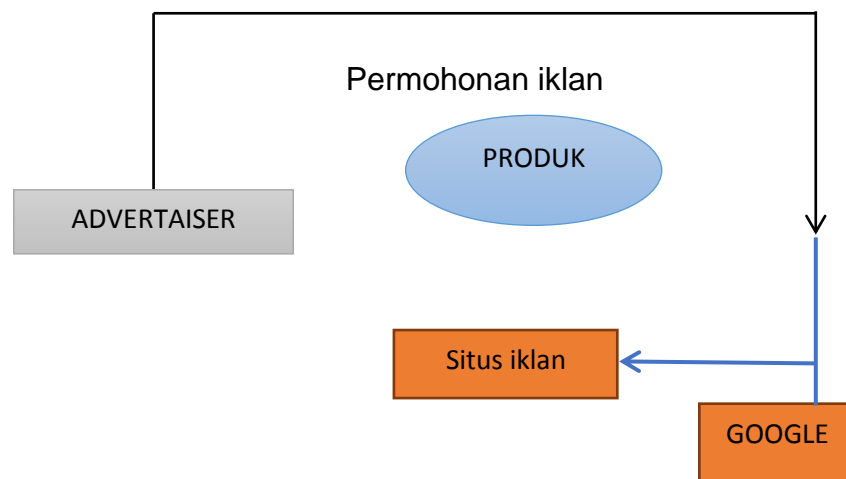 Permohonan iklan
PRODUK
ADVERTAISER
Situs iklan
GOOGLE